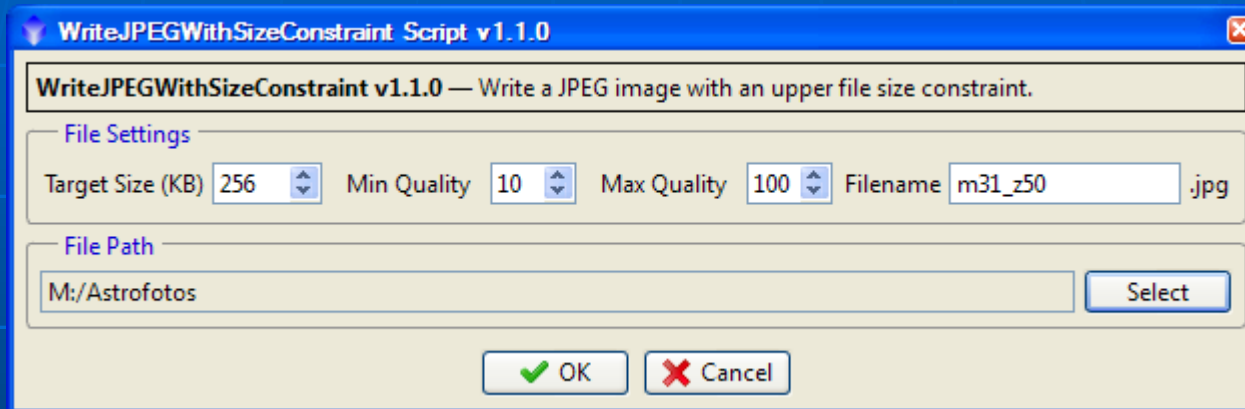 WriteJPEGWithSizeConstraint Script v1.1.0
WriteJPEGWithSizeConstraint v1.1.0 — Write a JPEG image with an upper file size constraint.
File Settings
Target Size (KB) 256 Min Quality 10 Max Quality 100 Filename m31_z50 .jpg
File Path
M:/Astrofotos Select
OK Cancel